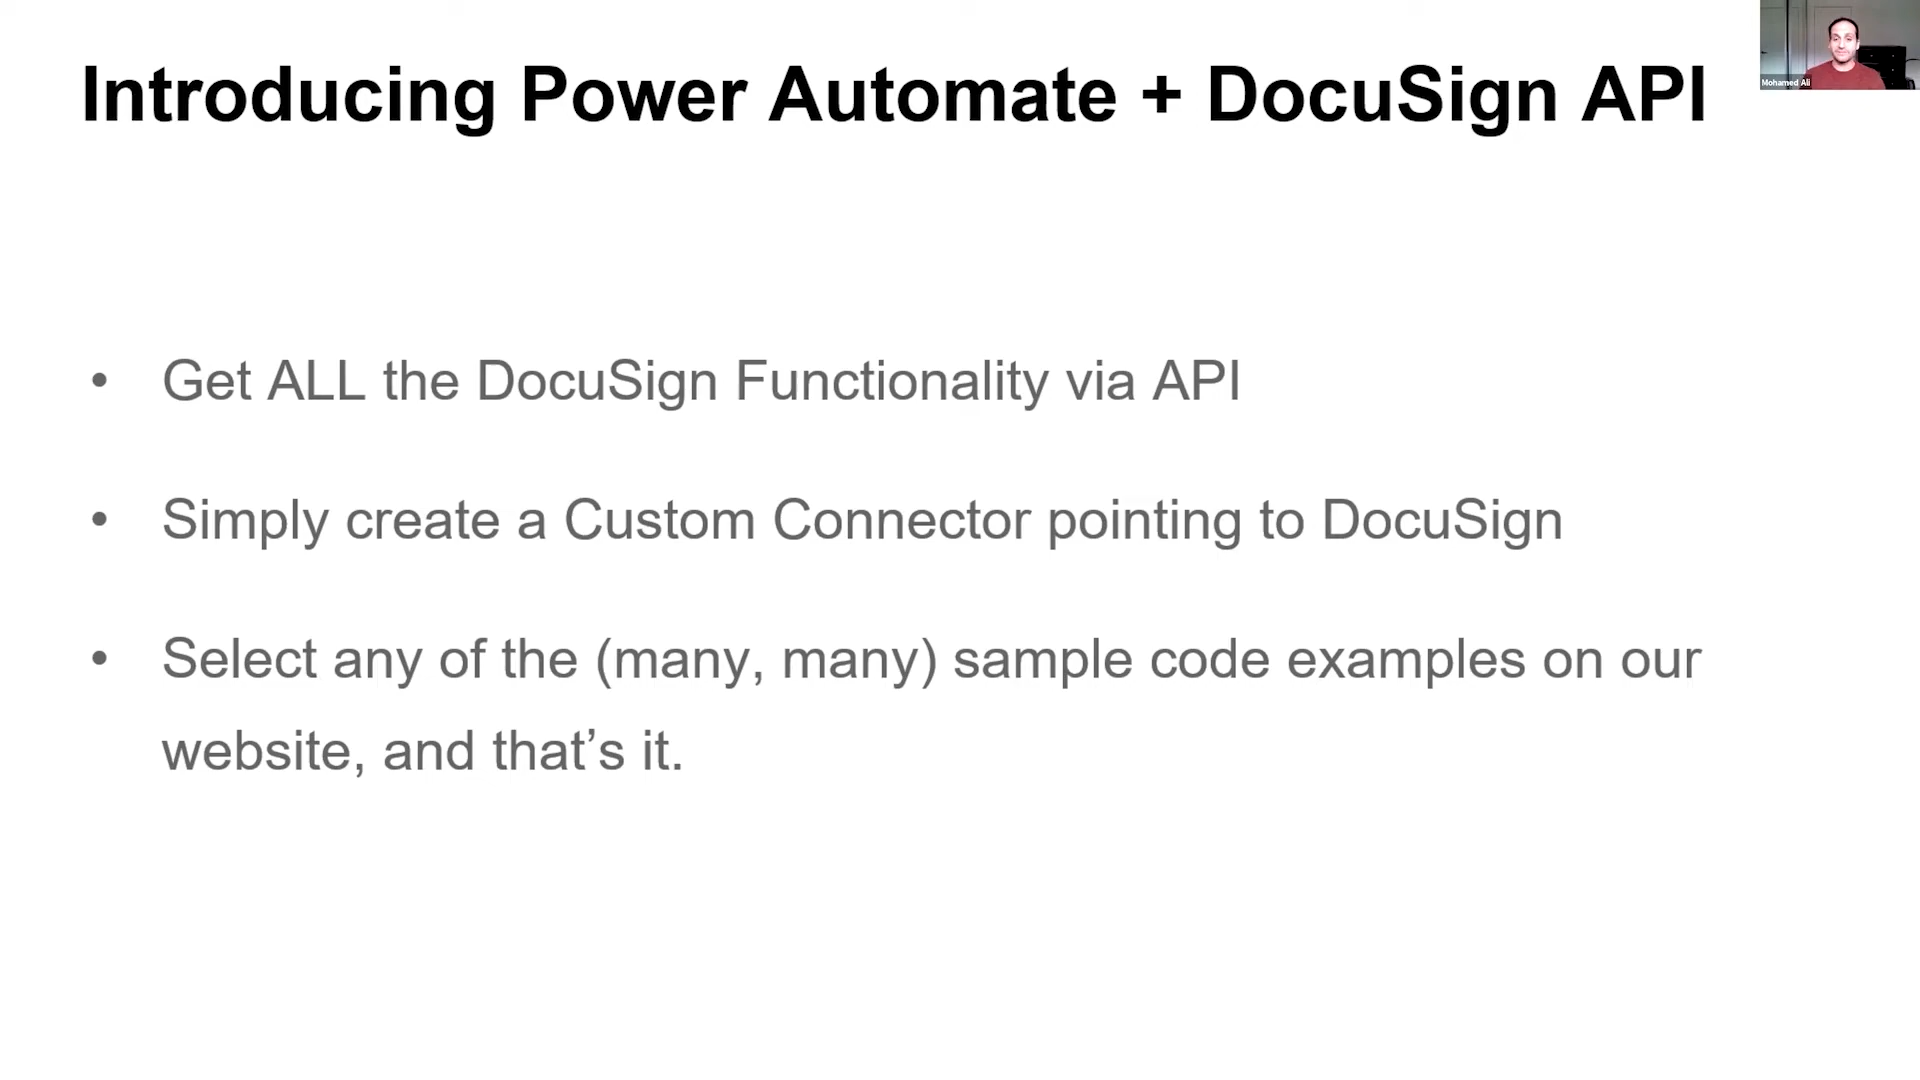 Introducing Power Automate + DocuSign API
Mohamed Ali
• Get ALL the DocuSign Functionality via API
• Simply create a Custom Connector pointing to DocuSign
• Select any of the (many, many) sample code examples on our
website, and that’s it.